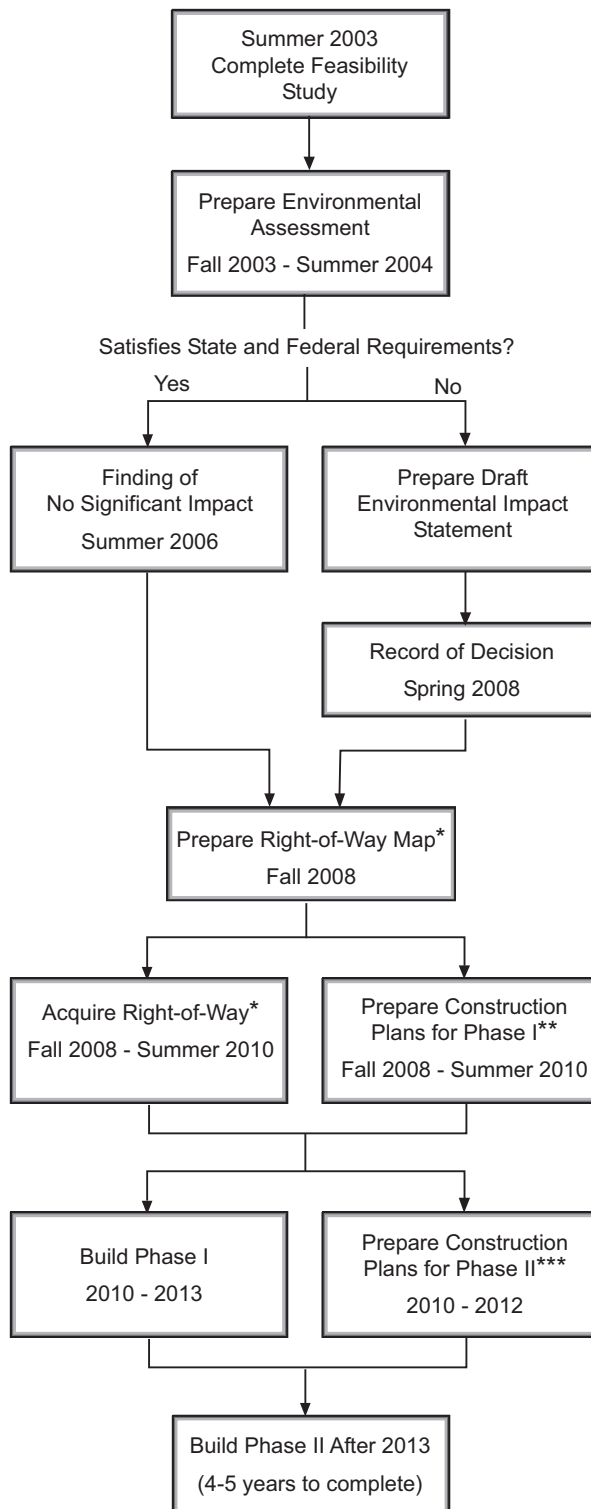 Summer 2003
Complete Feasibility
Study
Prepare Environmental
Assessment
Fall 2003 - Summer 2004
Satisfies State and Federal Requirements?
Yes
No
Finding of
No Significant Impact
Summer 2006
Prepare Draft
Environmental Impact
Statement
Record of Decision
Spring 2008
Prepare Right-of-Way Map*
Fall 2008
Acquire Right-of-Way*
Fall 2008 - Summer 2010
Prepare Construction
Plans for Phase I**
Fall 2008 - Summer 2010
Build Phase I
2010 - 2013
Prepare Construction
Plans for Phase II***
2010 - 2012
Build Phase II After 2013
(4-5 years to complete)